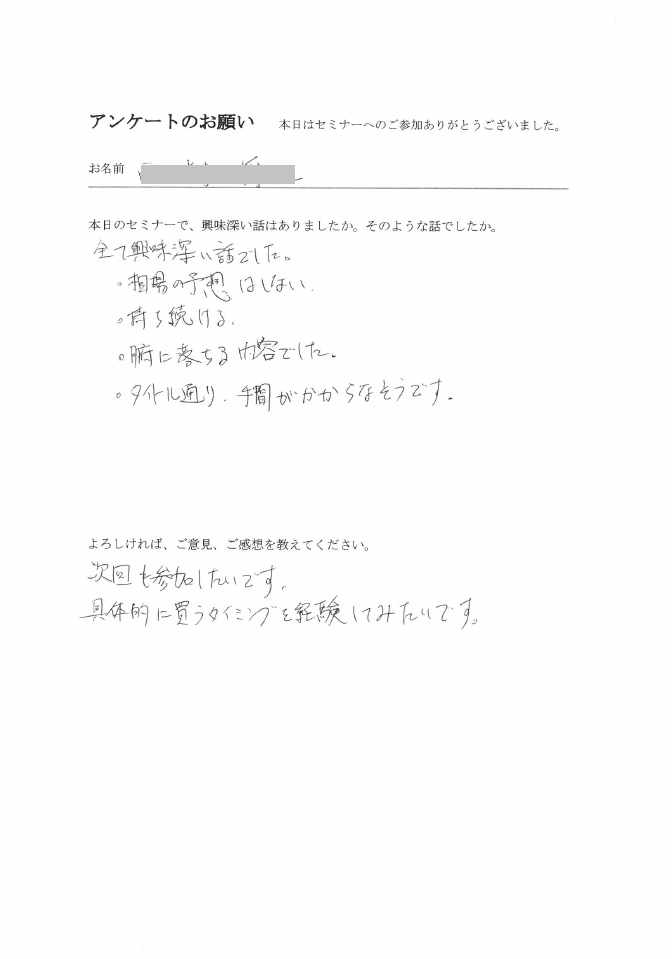 アンケートのお願い　本日はセミナーへのご参加ありがとうございました。
お名前
本日のセミナーで、興味深い話はありましたか。そのような話でしたか。
全て興味深い話でした。
。相場の予想はしない.
。持ち続ける.
。腑に落ちる内容でした。
。タイトル通り、手間がかからなそうです。
よろしければ、ご意見、ご感想を教えてください。
次回も参加したいです.
具体的に買うタイミングを経験してみたいです。